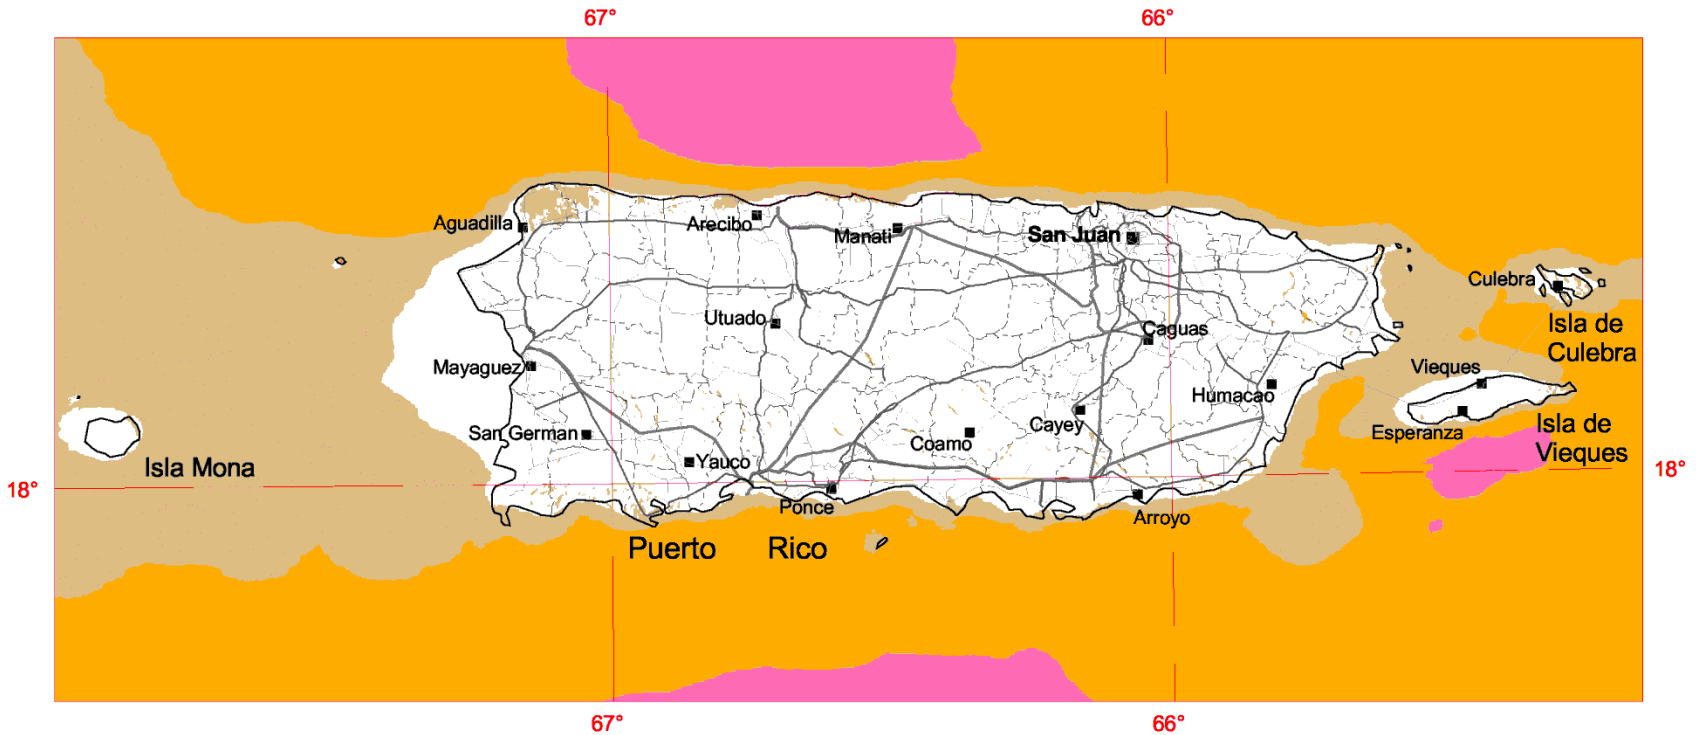 67°
66°
Aguadilla
Arecibo
Manati
San Juan
Culebra
Isla de
Culebra
Utuado
Caguas
Mayaguez
Vieques
Humacao
Cayey
Esperanza
Isla de
Vieques
San German
Coamo
Yauco
Isla Mona
18°
18°
Ponce
Arroyo
Puerto Rico
67°
66°